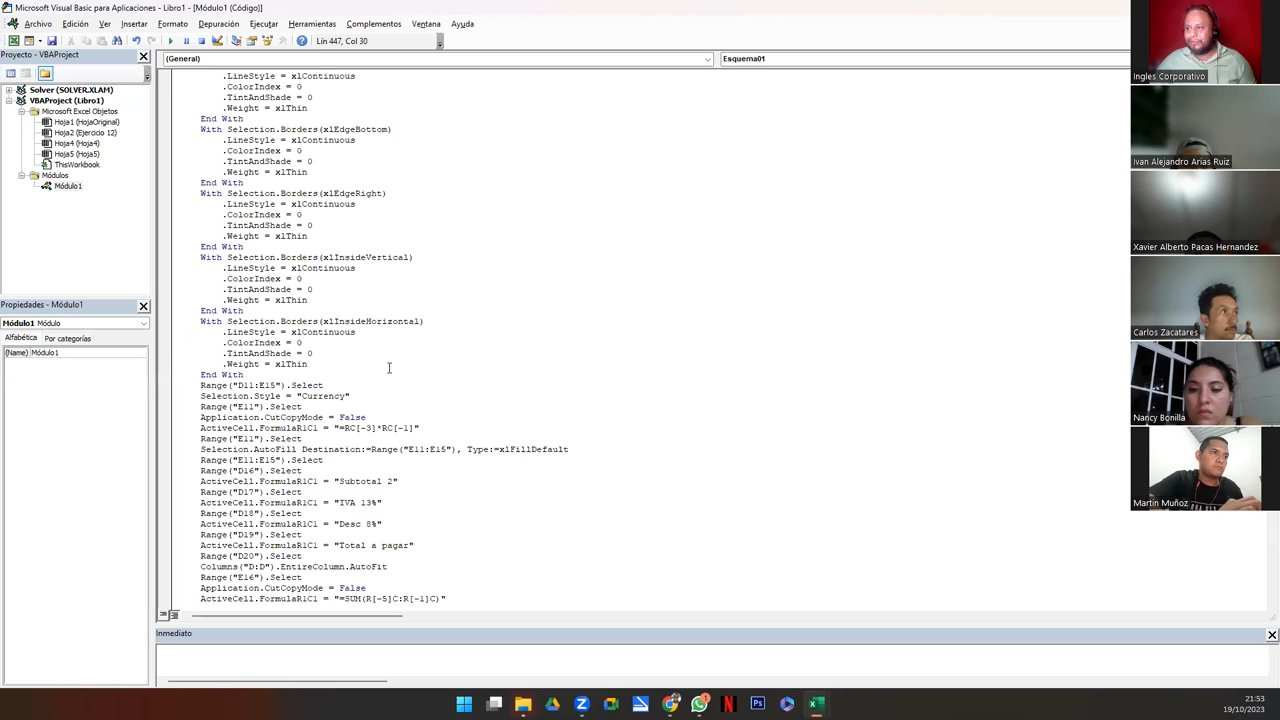 Microsoft Visual Basic para Aplicaciones - Libro1 - [Módulo1 (Código)]
Archivo Edición Ver Insertar Formato Depuración Ejecutar Herramientas Complementos Ventana Ayuda
Lín 447, Col 30
Proyecto - VBAProject
Solver (SOLVER.XLAM)
VBAProject (Libro1)
Microsoft Excel Objetos
Hoja1 (HojaOriginal)
Hoja2 (Ejercicio 12)
Hoja4 (Hoja4)
Hoja5 (Hoja5)
ThisWorkbook
Módulos
Módulo1
Propiedades - Módulo1
Módulo1 Módulo
Alfabética Por categorías
(Name) Módulo1
(General)
Esquema01
.LineStyle = xlContinuous
.ColorIndex = 0
.TintAndShade = 0
.Weight = xlThin
End With
With Selection.Borders(xlEdgeBottom)
.LineStyle = xlContinuous
.ColorIndex = 0
.TintAndShade = 0
.Weight = xlThin
End With
With Selection.Borders(xlEdgeRight)
.LineStyle = xlContinuous
.ColorIndex = 0
.TintAndShade = 0
.Weight = xlThin
End With
With Selection.Borders(xlInsideVertical)
.LineStyle = xlContinuous
.ColorIndex = 0
.TintAndShade = 0
.Weight = xlThin
End With
With Selection.Borders(xlInsideHorizontal)
.LineStyle = xlContinuous
.ColorIndex = 0
.TintAndShade = 0
.Weight = xlThin
End With
Range("D11:E15").Select
Selection.Style = "Currency"
Range("E11").Select
Application.CutCopyMode = False
ActiveCell.FormulaR1C1 = "=RC[-3]*RC[-1]"
Range("E11").Select
Selection.AutoFill Destination:=Range("E11:E15"), Type:=xlFillDefault
Range("E11:E15").Select
Range("D16").Select
ActiveCell.FormulaR1C1 = "Subtotal 2"
Range("D17").Select
ActiveCell.FormulaR1C1 = "IVA 13%"
Range("D18").Select
ActiveCell.FormulaR1C1 = "Desc 8%"
Range("D19").Select
ActiveCell.FormulaR1C1 = "Total a pagar"
Range("D20").Select
Columns("D:D").EntireColumn.AutoFit
Range("E16").Select
Application.CutCopyMode = False
ActiveCell.FormulaR1C1 = "=SUM(R[-5]C:R[-1]C)"
Inmediato
Ingles Corporativo
Ivan Alejandro Arias Ruiz
Xavier Alberto Pacas Hernandez
Carlos Zacatares
Nancy Bonilla
Martin Muñoz
21:53
19/10/2023